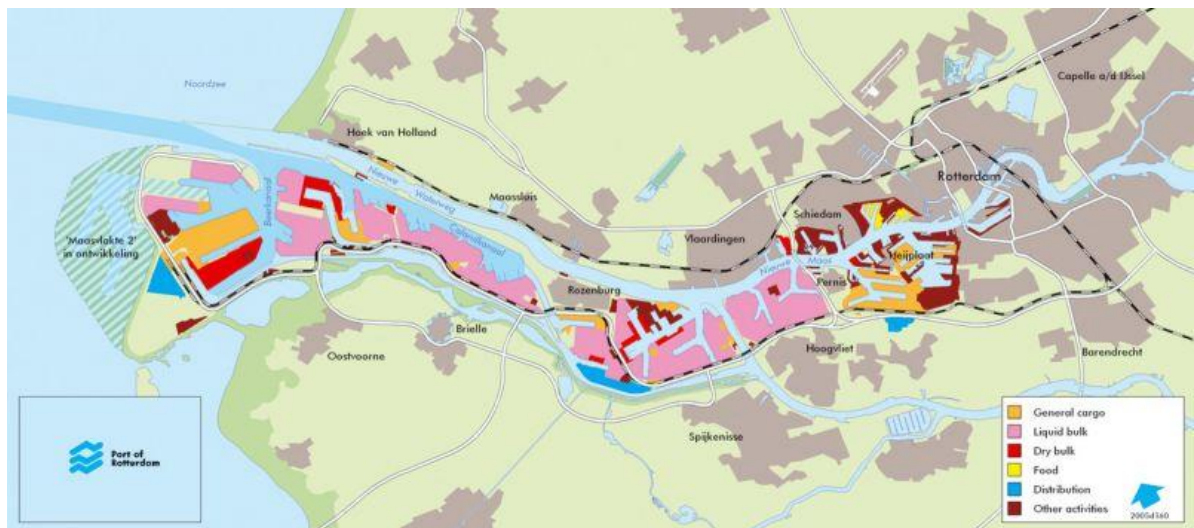 Noordzee
Capelle a/d IJssel
Hoek van Holland
Beerkanaal
Nieuwe Waterweg
Maassluis
Calandkanaal
Rotterdam
Schiedam
Vlaardingen
'Maasvlakte 2'
in ontwikkeling
Heijplaat
Nieuwe Maas
Pernis
Rozenburg
Brielle
Oostvoorne
Hoogvliet
Barendrecht
Spijkenisse
Port of
Rotterdam
General cargo
Liquid bulk
Dry bulk
Food
Distribution
Other activities